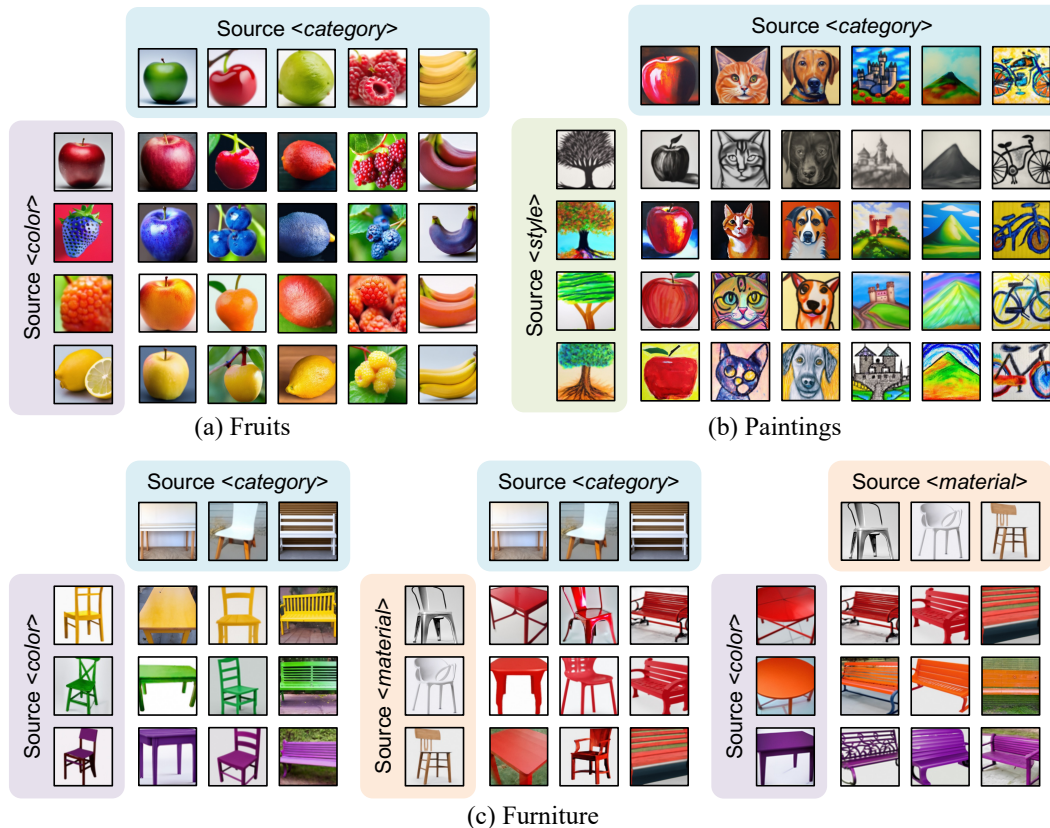 Source <category>
Source <category>
Source <color>
Source <style>
(a) Fruits
(b) Paintings
Source <category>
Source <category>
Source <material>
Source <color>
Source <material>
Source <color>
(c) Furniture